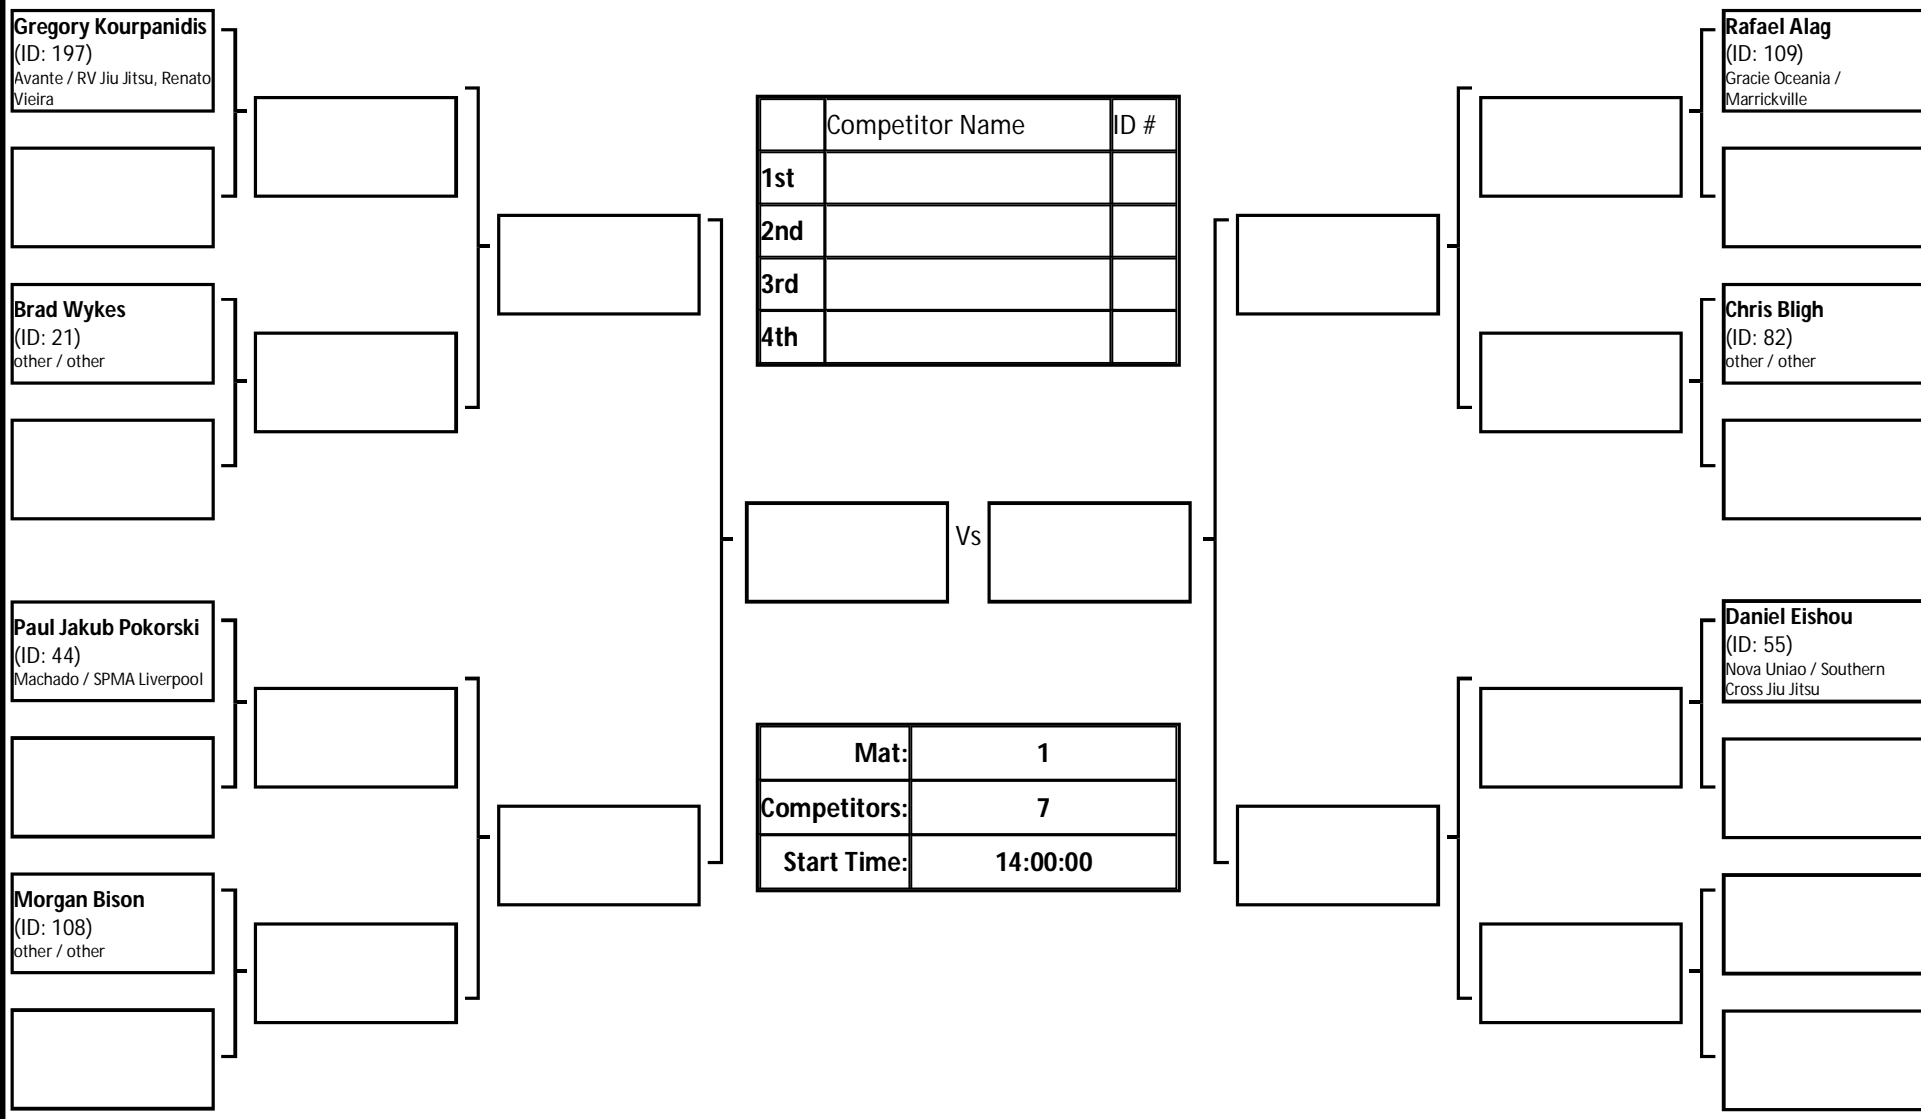 Gregory Kourpanidis
(ID: 197)
Avante / RV Jiu Jitsu, Renato
Vieira
Brad Wykes
(ID: 21)
other / other
Paul Jakub Pokorski
(ID: 44)
Machado / SPMA Liverpool
Morgan Bison
(ID: 108)
other / other
Competitor Name ID #
1st
2nd
3rd
4th
Vs
Mat: 1
Competitors: 7
Start Time: 14:00:00
Rafael Alag
(ID: 109)
Gracie Oceania /
Marrickville
Chris Bligh
(ID: 82)
other / other
Daniel Eishou
(ID: 55)
Nova Uniao / Southern
Cross Jiu Jitsu